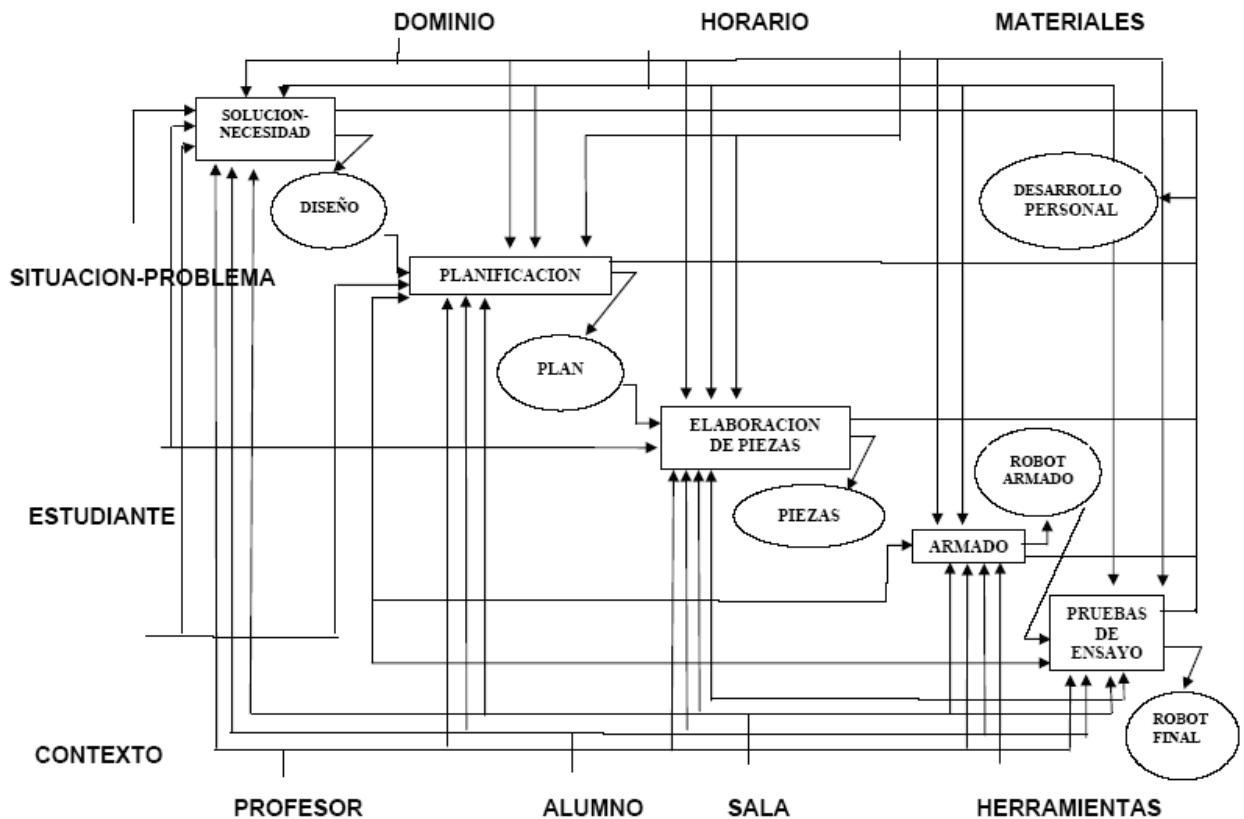 DOMINIO
HORARIO
MATERIALES
SOLUCION-
NECESIDAD
DISEÑO
DESARROLLO
PERSONAL
SITUACION-PROBLEMA
PLANIFICACION
PLAN
ELABORACION
DE PIEZAS
ROBOT
ARMADO
ESTUDIANTE
PIEZAS
ARMADO
PRUEBAS
DE
ENSAYO
ROBOT
FINAL
CONTEXTO
PROFESOR
ALUMNO
SALA
HERRAMIENTAS